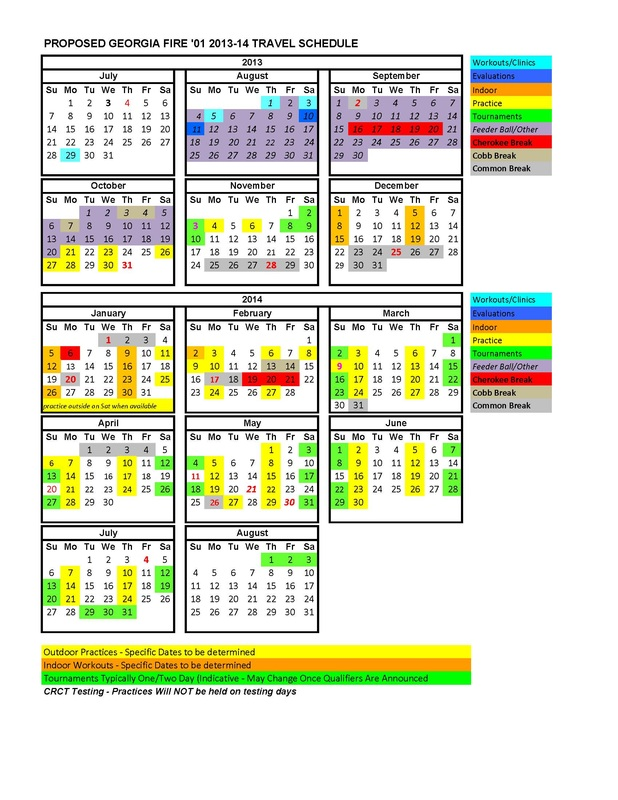 PROPOSED GEORGIA FIRE '01 2013-14 TRAVEL SCHEDULE
2013
Workouts/Clinics
Evaluations
Indoor
Practice
Tournaments
Feeder Ball/Other
Cherokee Break
Cobb Break
Common Break
July
Su Mo Tu We Th Fr Sa
1 2 3 4 5 6
7 8 9 10 11 12 13
14 15 16 17 18 19 20
21 22 23 24 25 26 27
28 29 30 31
August
Su Mo Tu We Th Fr Sa
1 2 3
4 5 6 7 8 9 10
11 12 13 14 15 16 17
18 19 20 21 22 23 24
25 26 27 28 29 30 31
September
Su Mo Tu We Th Fr Sa
1 2 3 4 5 6 7
8 9 10 11 12 13 14
15 16 17 18 19 20 21
22 23 24 25 26 27 28
29 30
October
Su Mo Tu We Th Fr Sa
1 2 3 4 5
6 7 8 9 10 11 12
13 14 15 16 17 18 19
20 21 22 23 24 25 26
27 28 29 30 31
November
Su Mo Tu We Th Fr Sa
1 2
3 4 5 6 7 8 9
10 11 12 13 14 15 16
17 18 19 20 21 22 23
24 25 26 27 28 29 30
December
Su Mo Tu We Th Fr Sa
1 2 3 4 5 6 7
8 9 10 11 12 13 14
15 16 17 18 19 20 21
22 23 24 25 26 27 28
29 30 31
2014
Workouts/Clinics
Evaluations
Indoor
Practice
Tournaments
Feeder Ball/Other
Cherokee Break
Cobb Break
Common Break
January
Su Mo Tu We Th Fr Sa
1 2 3 4
5 6 7 8 9 10 11
12 13 14 15 16 17 18
19 20 21 22 23 24 25
26 27 28 29 30 31
practice outside on Sat when available
February
Su Mo Tu We Th Fr Sa
1
2 3 4 5 6 7 8
9 10 11 12 13 14 15
16 17 18 19 20 21 22
23 24 25 26 27 28
March
Su Mo Tu We Th Fr Sa
1
2 3 4 5 6 7 8
9 10 11 12 13 14 15
16 17 18 19 20 21 22
23 24 25 26 27 28 29
30 31
April
Su Mo Tu We Th Fr Sa
1 2 3 4 5
6 7 8 9 10 11 12
13 14 15 16 17 18 19
20 21 22 23 24 25 26
27 28 29 30
May
Su Mo Tu We Th Fr Sa
1 2 3
4 5 6 7 8 9 10
11 12 13 14 15 16 17
18 19 20 21 22 23 24
25 26 27 28 29 30 31
June
Su Mo Tu We Th Fr Sa
1 2 3 4 5 6 7
8 9 10 11 12 13 14
15 16 17 18 19 20 21
22 23 24 25 26 27 28
29 30
July
Su Mo Tu We Th Fr Sa
1 2 3 4 5
6 7 8 9 10 11 12
13 14 15 16 17 18 19
20 21 22 23 24 25 26
27 28 29 30 31
August
Su Mo Tu We Th Fr Sa
1 2 3
4 5 6 7 8 9 10
11 12 13 14 15 16 17
18 19 20 21 22 23 24
25 26 27 28 29 30 31
Outdoor Practices - Specific Dates to be determined
Indoor Workouts - Specific Dates to be determined
Tournaments Typically One/Two Day (Indicative - May Change Once Qualifiers Are Announced
CRCT Testing - Practices Will NOT be held on testing days